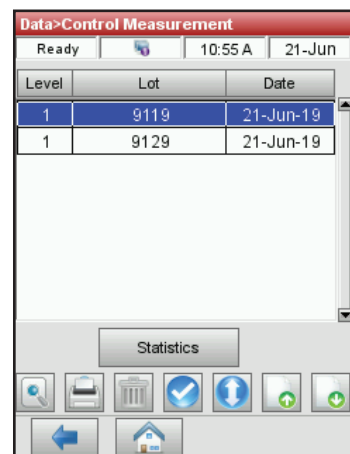 Data>Control Measurement
Ready 10:55 A 21-Jun
Level Lot Date
1 9119 21-Jun-19
1 9129 21-Jun-19
Statistics